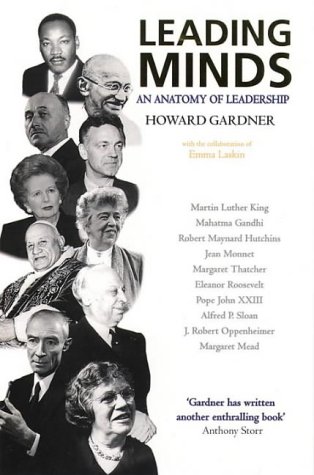 LEADING
MINDS
AN ANATOMY OF LEADERSHIP
HOWARD GARDNER
with the collaboration of
Emma Laskin
Martin Luther King
Mahatma Gandhi
Robert Maynard Hutchins
Jean Monnet
Margaret Thatcher
Eleanor Roosevelt
Pope John XXIII
Alfred P. Sloan
J. Robert Oppenheimer
Margaret Mead
‘Gardner has written
another enthralling book’
Anthony Storr